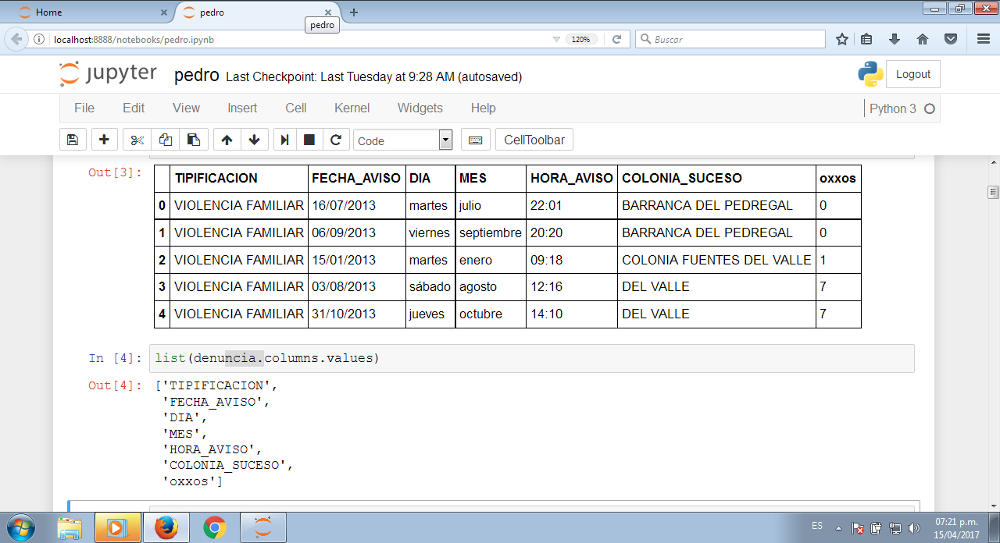 Home
pedro
pedro
localhost:8888/notebooks/pedro.ipynb
120%
Buscar
jupyter pedro Last Checkpoint: Last Tuesday at 9:28 AM (autosaved)
Logout
File Edit View Insert Cell Kernel Widgets Help
Python 3
Code
CellToolbar
Out[3]:
TIPIFICACION FECHA_AVISO DIA MES HORA_AVISO COLONIA_SUCESO oxxos
0 VIOLENCIA FAMILIAR 16/07/2013 martes julio 22:01 BARRANCA DEL PEDREGAL 0
1 VIOLENCIA FAMILIAR 06/09/2013 viernes septiembre 20:20 BARRANCA DEL PEDREGAL 0
2 VIOLENCIA FAMILIAR 15/01/2013 martes enero 09:18 COLONIA FUENTES DEL VALLE 1
3 VIOLENCIA FAMILIAR 03/08/2013 sábado agosto 12:16 DEL VALLE 7
4 VIOLENCIA FAMILIAR 31/10/2013 jueves octubre 14:10 DEL VALLE 7
In [4]: list(denuncia.columns.values)
Out[4]: ['TIPIFICACION',
'FECHA_AVISO',
'DIA',
'MES',
'HORA_AVISO',
'COLONIA_SUCESO',
'oxxos']
ES
07:21 p.m.
15/04/2017